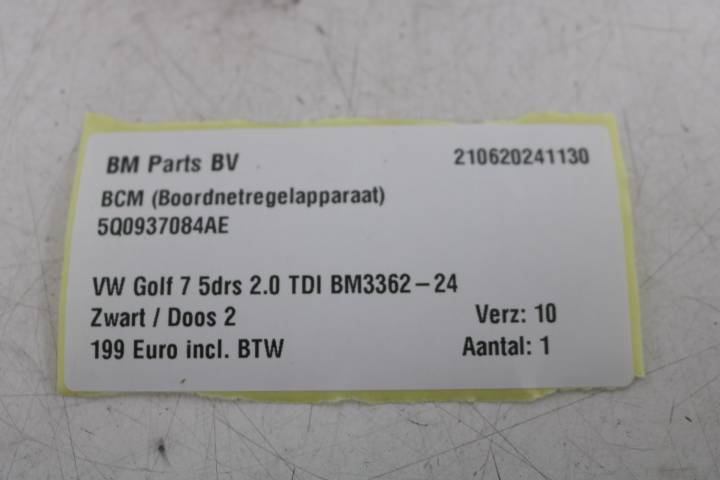 BM Parts BV 210620241130
BCM (Boordnetregelapparaat)
5Q0937084AE
VW Golf 7 5drs 2.0 TDI BM3362-24
Zwart / Doos 2 Verz: 10
199 Euro incl. BTW Aantal: 1